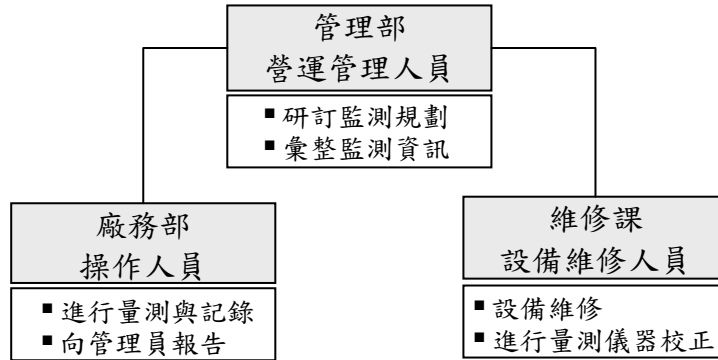 管理部
營運管理人員
▪ 研訂監測規劃
▪ 彙整監測資訊
廠務部
操作人員
▪ 進行量測與記錄
▪ 向管理員報告
維修課
設備維修人員
▪ 設備維修
▪ 進行量測儀器校正